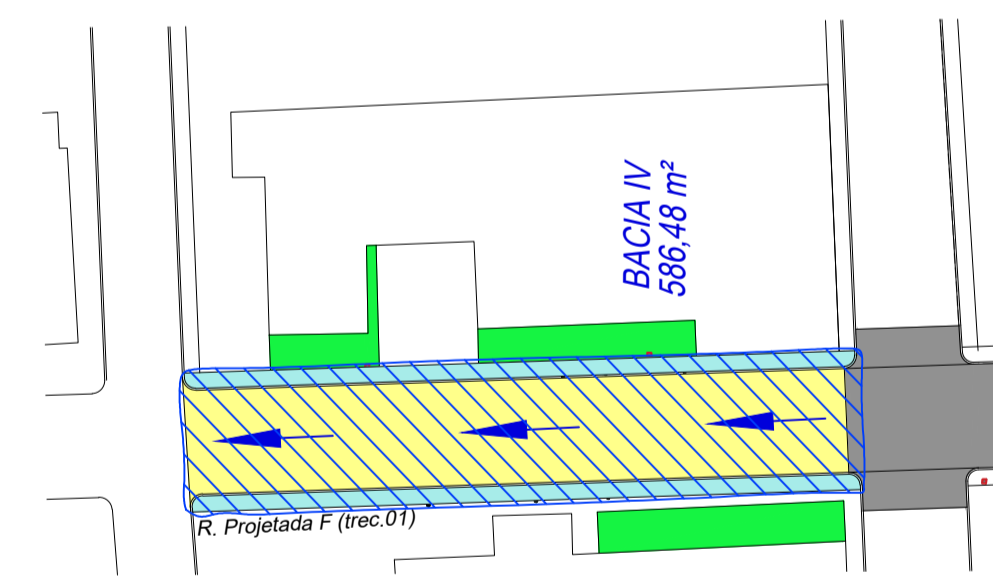 BACIA IV
586,48 m²
R. Projetada F (trec.01)